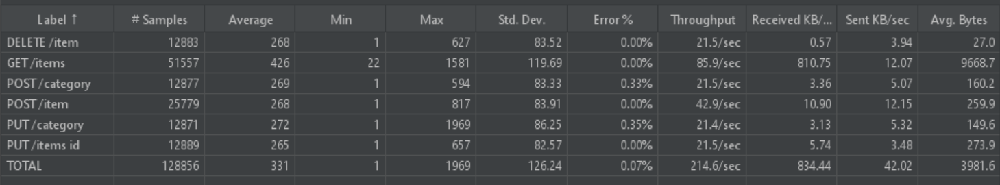 Label ↑ # Samples Average Min Max Std. Dev. Error % Throughput Received KB/... Sent KB/sec Avg. Bytes
DELETE /item 12883 268 1 627 83.52 0.00% 21.5/sec 0.57 3.94 27.0
GET /items 51557 426 22 1581 119.69 0.00% 85.9/sec 810.75 12.07 9668.7
POST /category 12877 269 1 594 83.33 0.33% 21.5/sec 3.36 5.07 160.2
POST /item 25779 268 1 817 83.91 0.00% 42.9/sec 10.90 12.15 259.9
PUT /category 12871 272 1 1969 86.25 0.35% 21.4/sec 3.13 5.32 149.6
PUT /items id 12889 265 1 657 82.57 0.00% 21.5/sec 5.74 3.48 273.9
TOTAL 128856 331 1 1969 126.24 0.07% 214.6/sec 834.44 42.02 3981.6